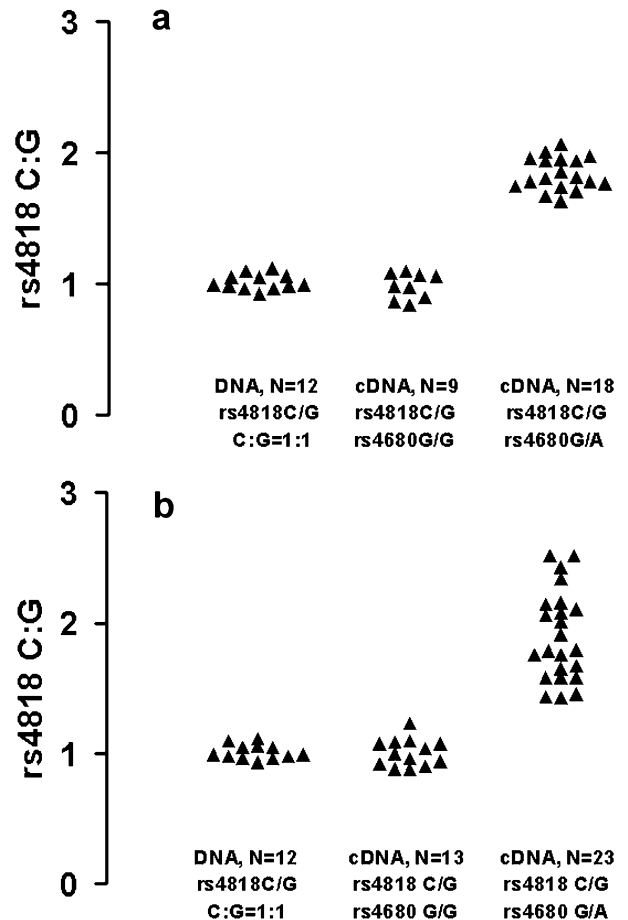 a
3
2
1
0
rs4818 C:G
DNA, N=12
rs4818C/G
C:G=1:1
cDNA, N=9
rs4818C/G
rs4680G/G
cDNA, N=18
rs4818C/G
rs4680G/A
b
3
2
1
0
rs4818 C:G
DNA, N=12
rs4818C/G
C:G=1:1
cDNA, N=13
rs4818 C/G
rs4680 G/G
cDNA, N=23
rs4818 C/G
rs4680 G/A